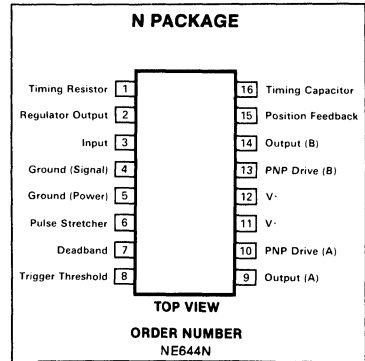 N PACKAGE
Timing Resistor 1
16 Timing Capacitor
Regulator Output 2
15 Position Feedback
Input 3
14 Output (B)
Ground (Signal) 4
13 PNP Drive (B)
Ground (Power) 5
12 V·
Pulse Stretcher 6
11 V·
Deadband 7
10 PNP Drive (A)
Trigger Threshold 8
9 Output (A)
TOP VIEW
ORDER NUMBER
NE644N